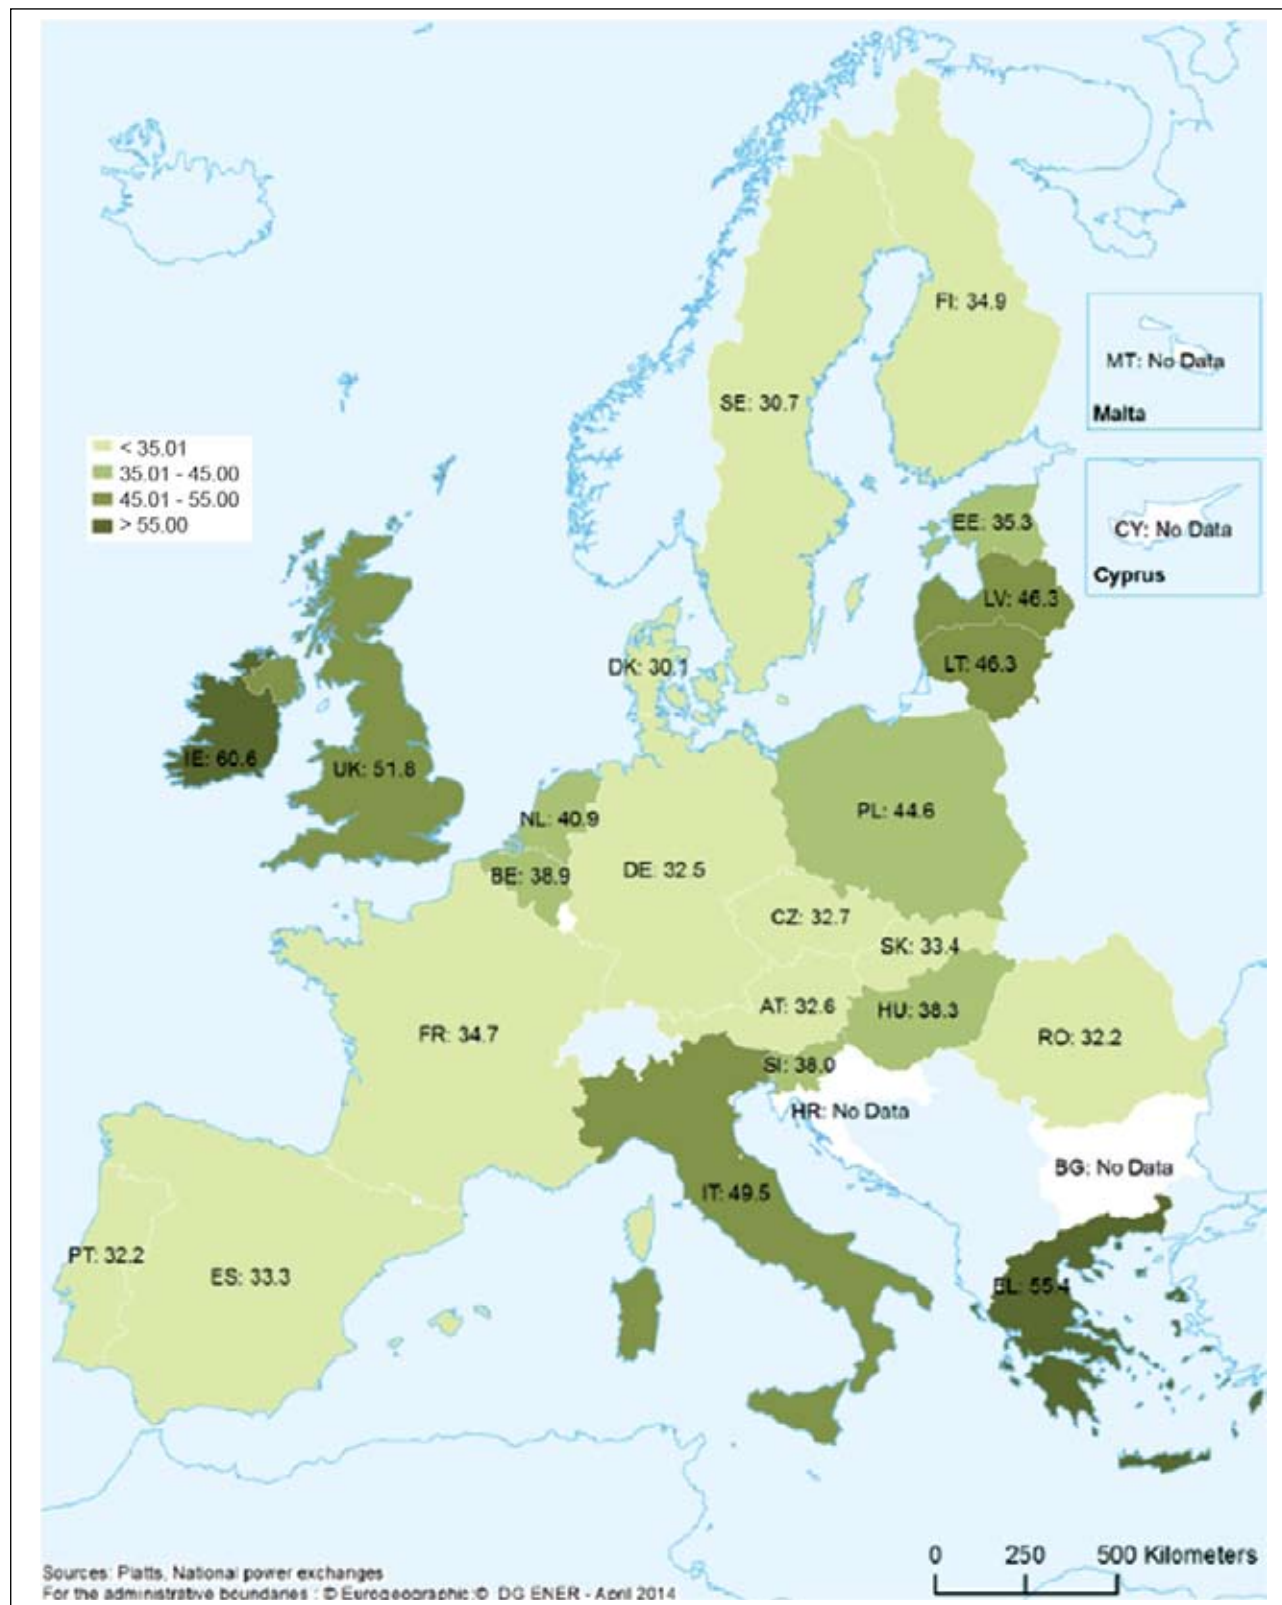 FI: 34.9
MT: No Data
Malta
SE: 30.7
< 35.01
35.01 - 45.00
45.01 - 55.00
> 55.00
CY: No Data
Cyprus
EE: 35.3
LV: 46.3
LT: 46.3
DK: 30.1
IE: 60.6
UK: 51.8
NL: 40.9
PL: 44.6
BE: 38.9
DE: 32.5
CZ: 32.7
SK: 33.4
AT: 32.6
HU: 38.3
FR: 34.7
RO: 32.2
SI: 38.0
HR: No Data
BG: No Data
IT: 49.5
PT: 32.2
ES: 33.3
EL: 55.4
0 250 500 Kilometers
Sources: Platts, National power exchanges
For the administrative boundaries : © Eurogeographic © DG ENER - April 2014